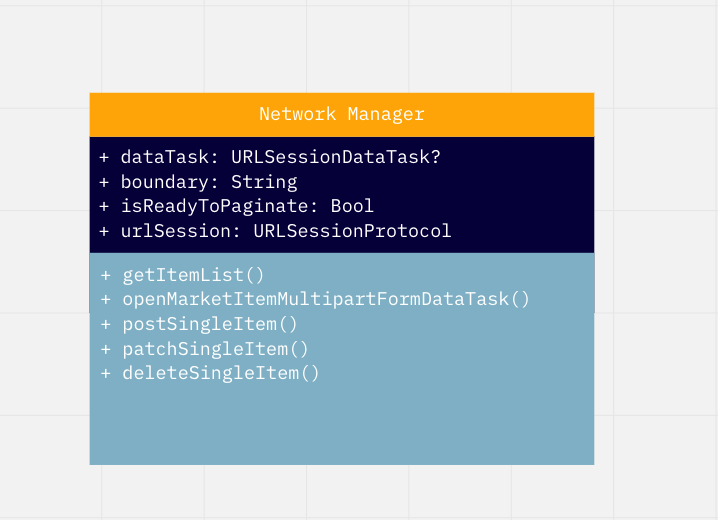 Network Manager
+ dataTask: URLSessionDataTask?
+ boundary: String
+ isReadyToPaginate: Bool
+ urlSession: URLSessionProtocol
+ getItemList()
+ openMarketItemMultipartFormDataTask()
+ postSingleItem()
+ patchSingleItem()
+ deleteSingleItem()